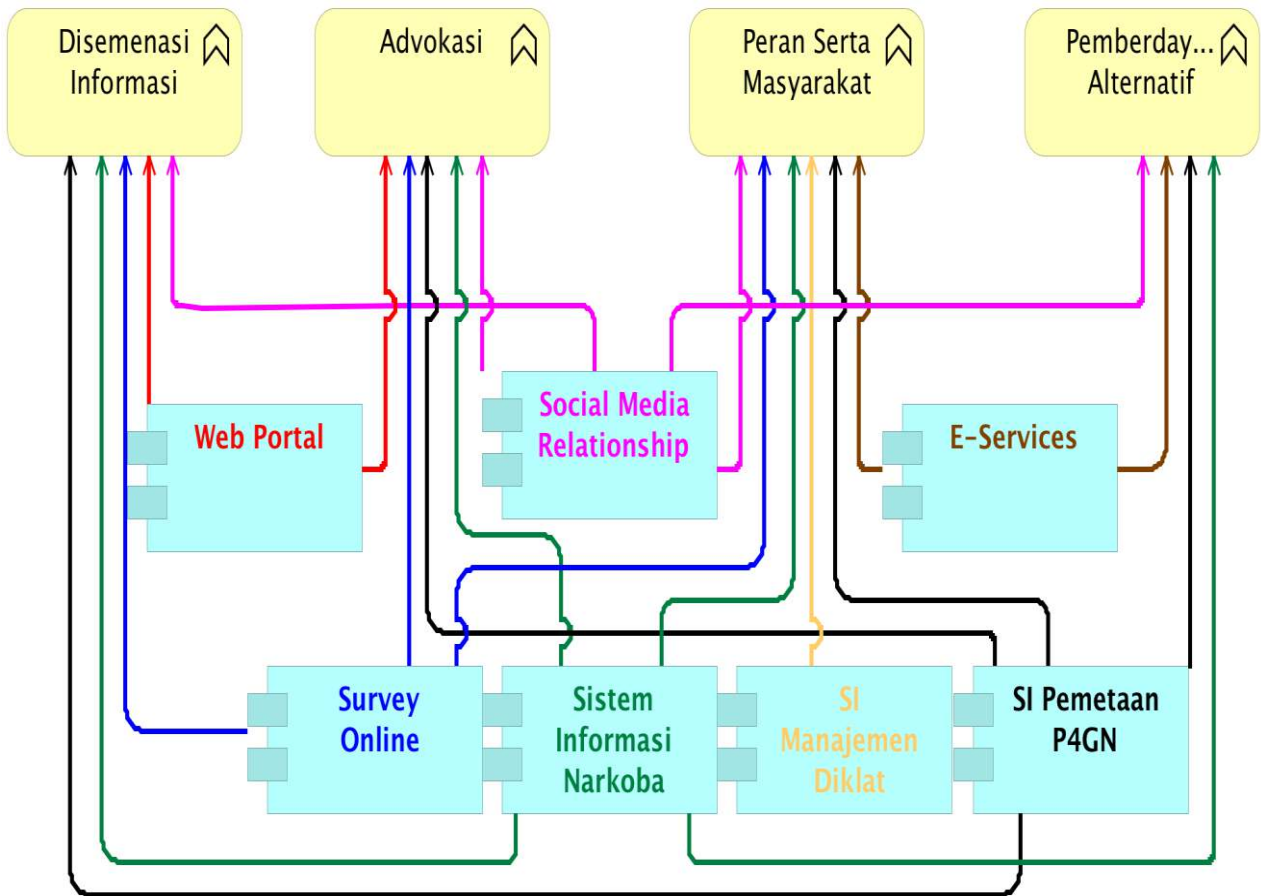 Disemenasi
Informasi
Advokasi
Peran Serta
Masyarakat
Pemberday...
Alternatif
Web Portal
Social Media
Relationship
E-Services
Survey
Online
Sistem
Informasi
Narkoba
SI
Manajemen
Diklat
SI Pemetaan
P4GN